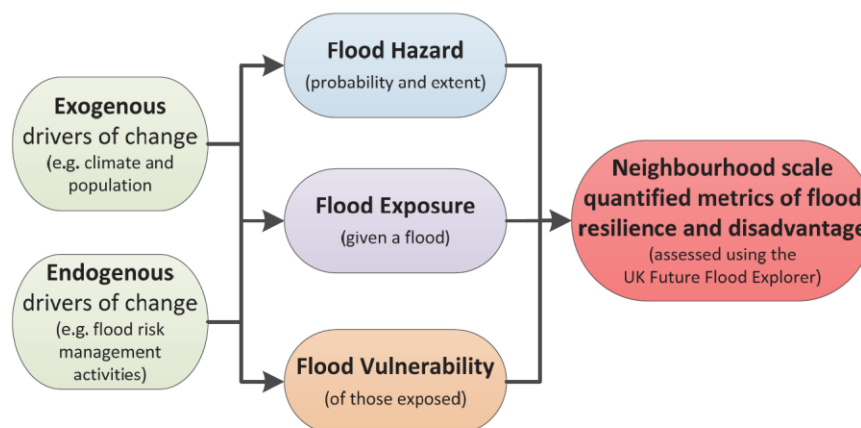 Exogenous
drivers of change
(e.g. climate and
population
Endogenous
drivers of change
(e.g. flood risk
management
activities)
Flood Hazard
(probability and extent)
Flood Exposure
(given a flood)
Flood Vulnerability
(of those exposed)
Neighbourhood scale
quantified metrics of flood
resilience and disadvantage
(assessed using the
UK Future Flood Explorer)